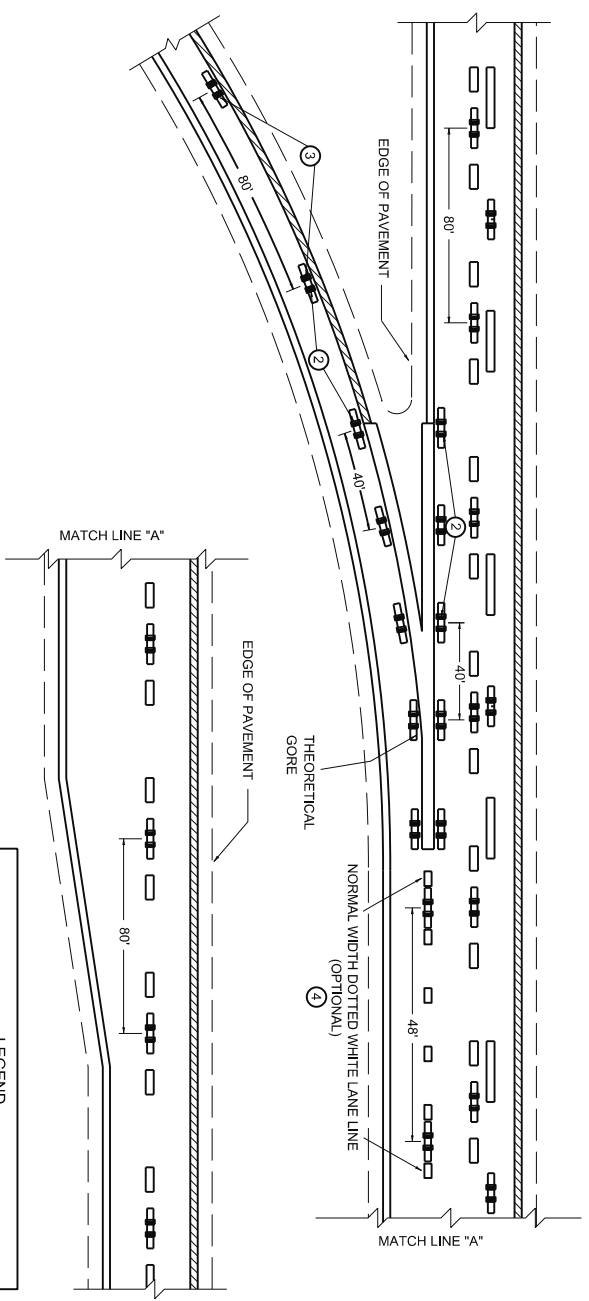 80'
EDGE OF PAVEMENT
3
80'
2
40'
2
40'
THEORETICAL
GORE
NORMAL WIDTH DOTTED WHITE LANE LINE
(OPTIONAL)
4
48'
MATCH LINE "A"
MATCH LINE "A"
EDGE OF PAVEMENT
80'
LEGEND